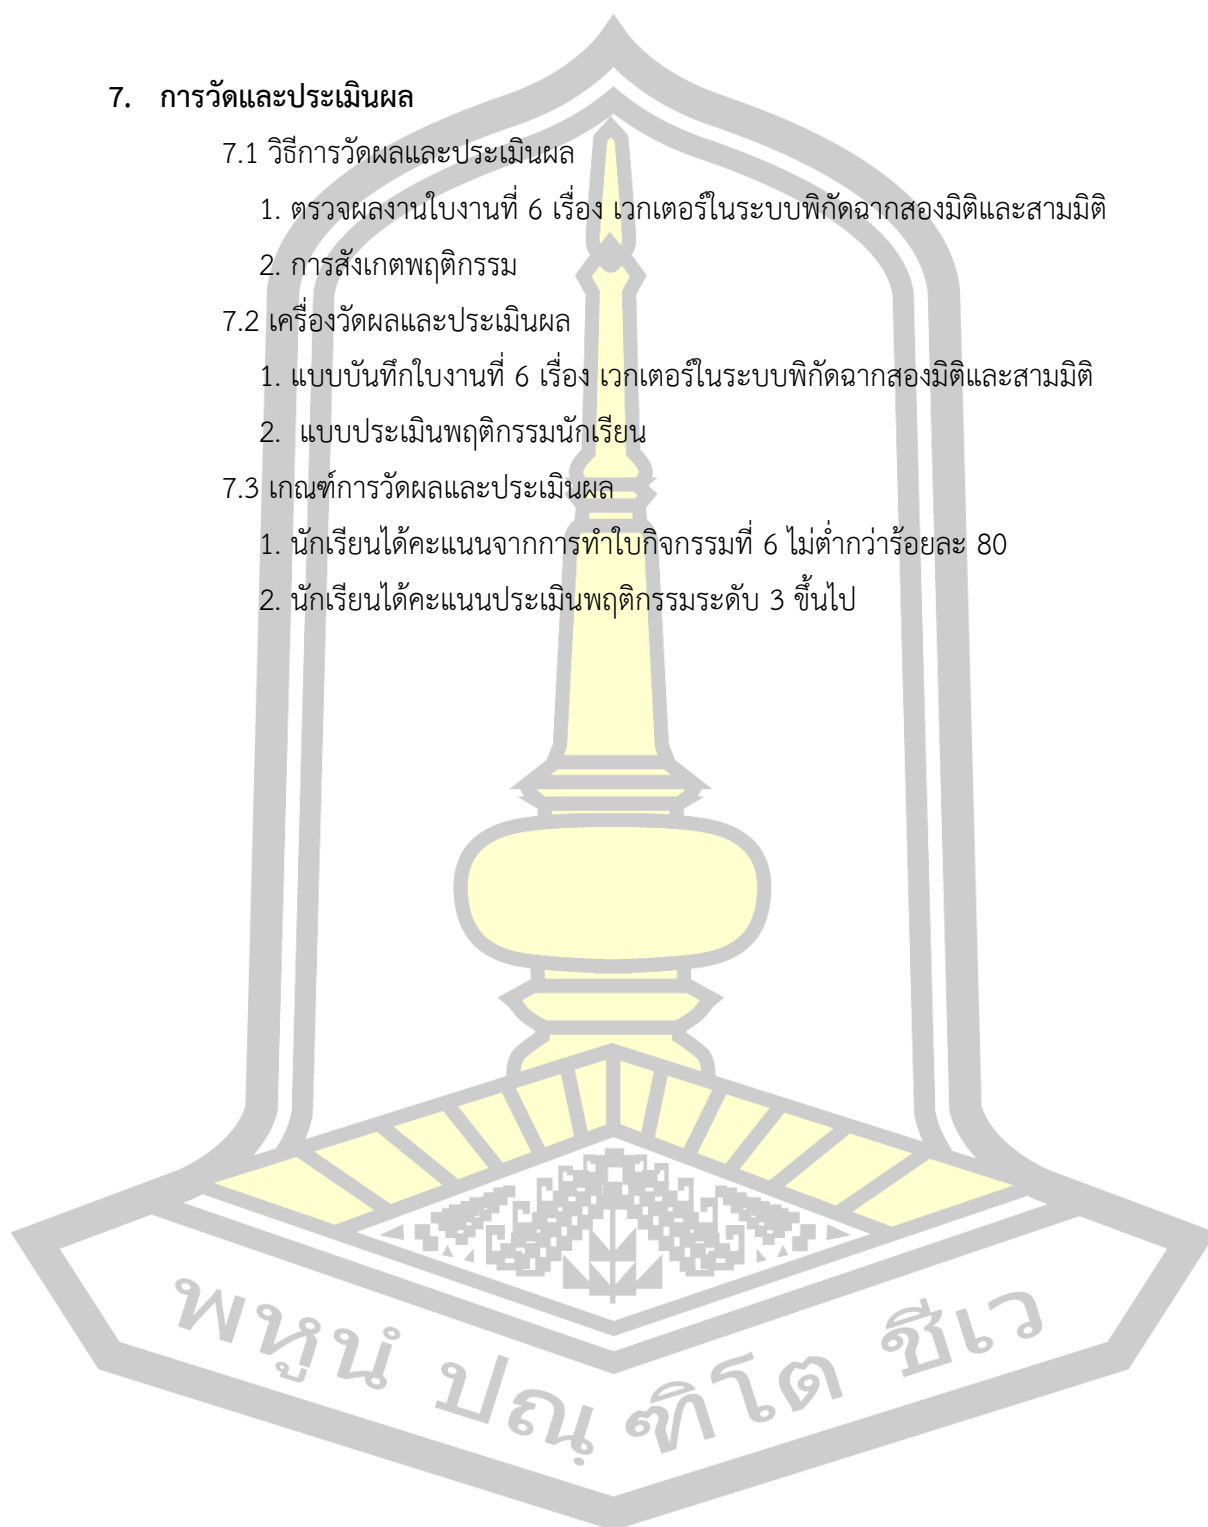 7. การวัดและประเมินผล
7.1 วิธีการวัดผลและประเมินผล
1. ตรวจผลงานใบงานที่ 6 เรื่อง เวกเตอร์ในระบบพิกัดฉากสองมิติและสามมิติ
2. การสังเกตพฤติกรรม
7.2 เครื่องวัดผลและประเมินผล
1. แบบบันทึกใบงานที่ 6 เรื่อง เวกเตอร์ในระบบพิกัดฉากสองมิติและสามมิติ
2. แบบประเมินพฤติกรรมนักเรียน
7.3 เกณฑ์การวัดผลและประเมินผล
1. นักเรียนได้คะแนนจากการทำใบกิจกรรมที่ 6 ไม่ต่ำกว่าร้อยละ 80
2. นักเรียนได้คะแนนประเมินพฤติกรรมระดับ 3 ขึ้นไป
พหูนํ ปณฺฑิโต ชีเว